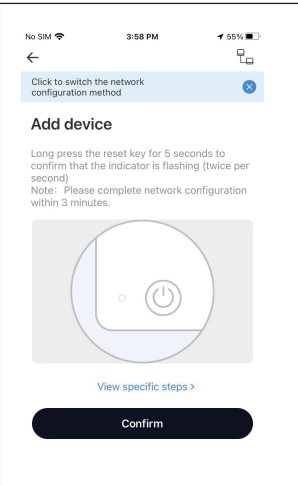 No SIM 3:58 PM 55%
Click to switch the network
configuration method
Add device
Long press the reset key for 5 seconds to
confirm that the indicator is flashing (twice per
second)
Note: Please complete network configuration
within 3 minutes.
View specific steps >
Confirm